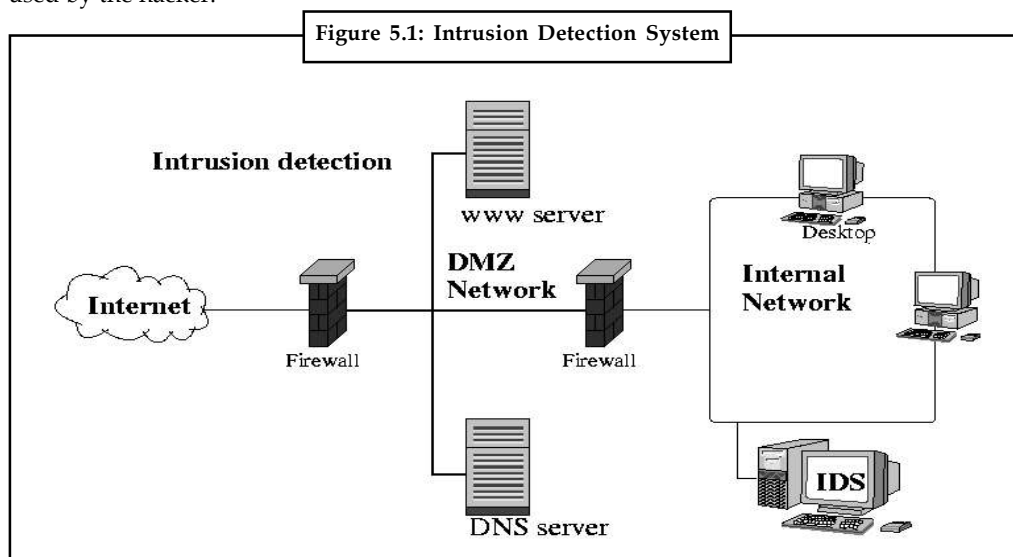 used by the hacker.
Figure 5.1: Intrusion Detection System
Intrusion detection
www server
Desktop
DMZ
Network
Internal
Network
Internet
Firewall
Firewall
IDS
DNS server